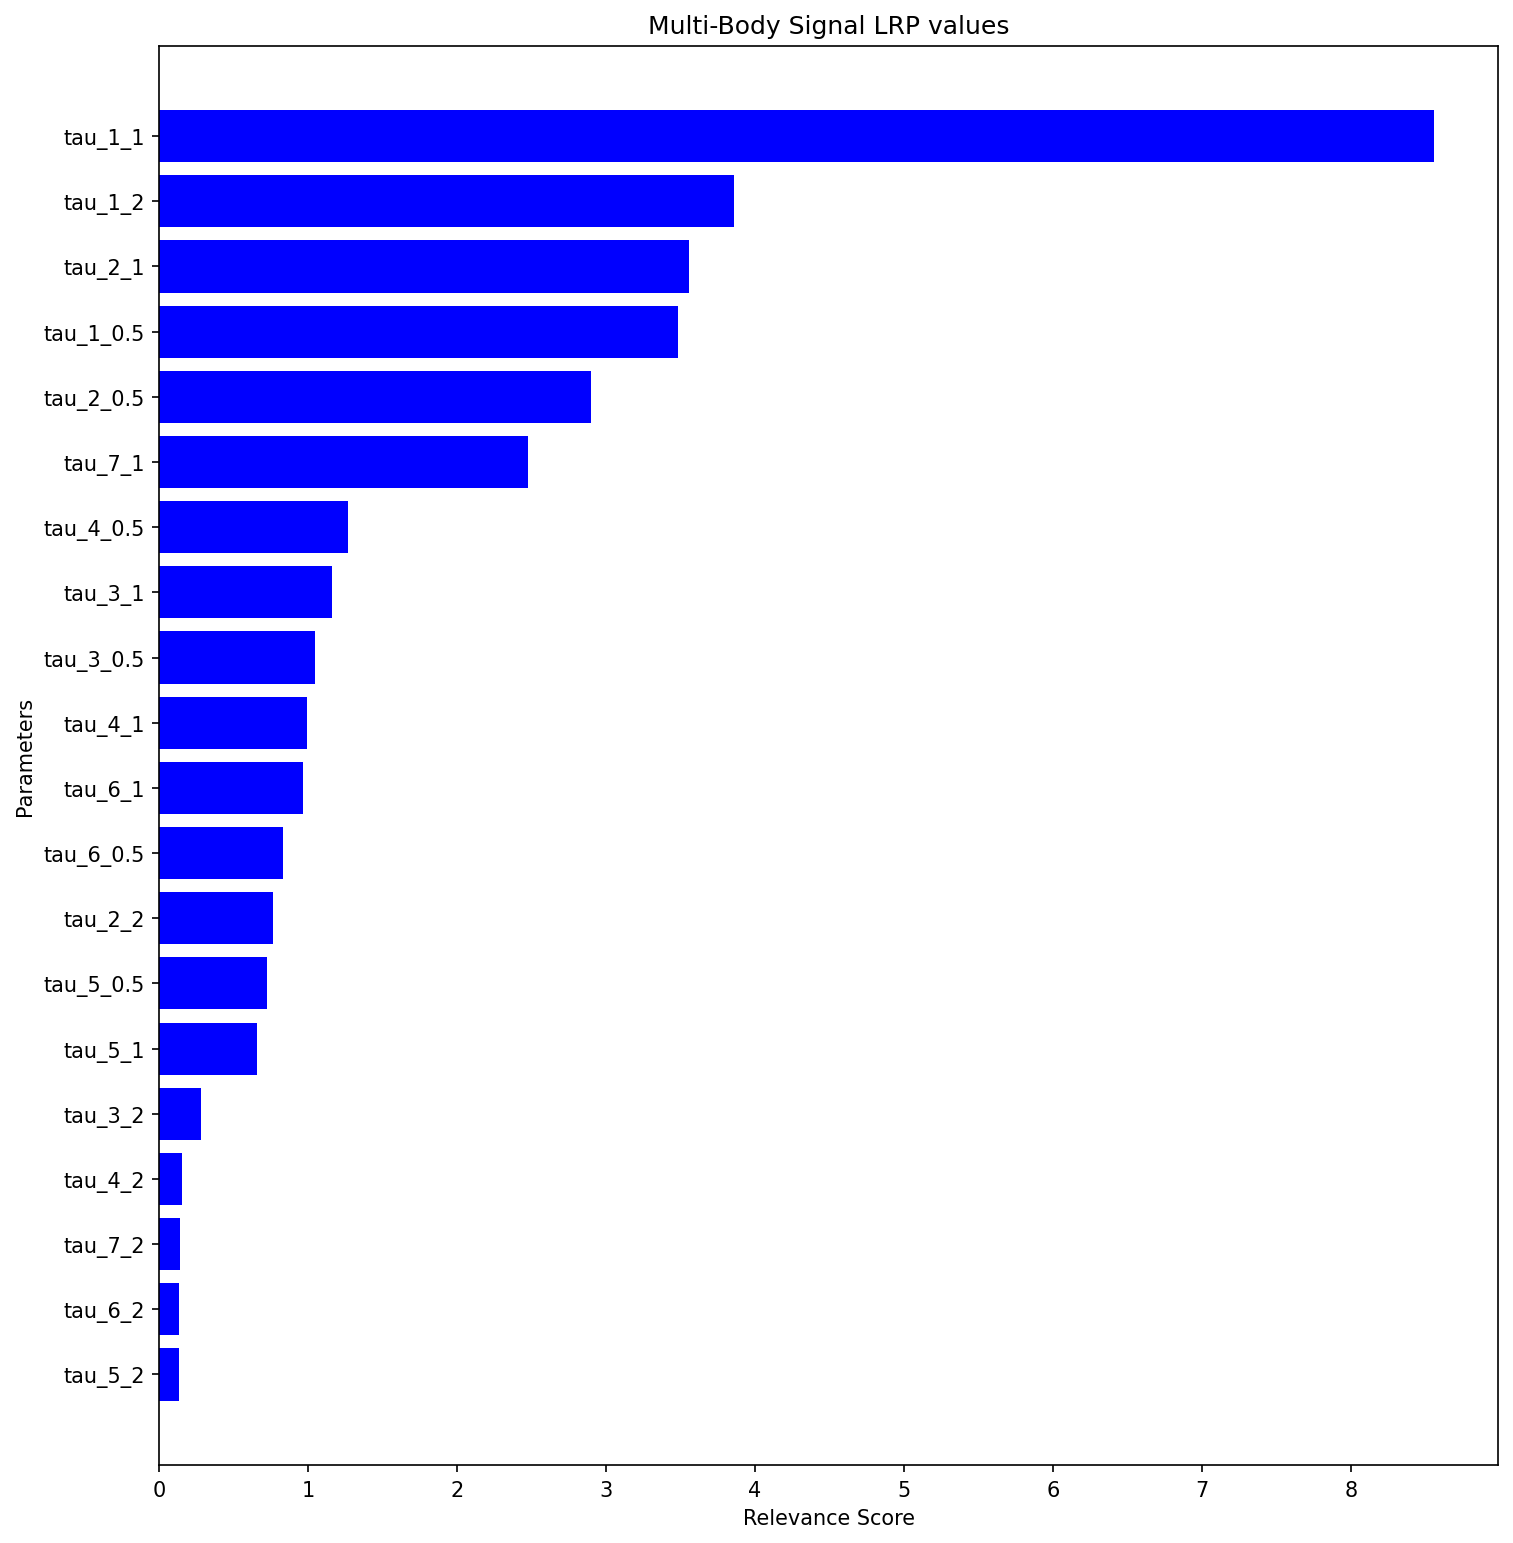 Multi-Body Signal LRP values
Parameters
tau_1_1
tau_1_2
tau_2_1
tau_1_0.5
tau_2_0.5
tau_7_1
tau_4_0.5
tau_3_1
tau_3_0.5
tau_4_1
tau_6_1
tau_6_0.5
tau_2_2
tau_5_0.5
tau_5_1
tau_3_2
tau_4_2
tau_7_2
tau_6_2
tau_5_2
0 1 2 3 4 5 6 7 8
Relevance Score